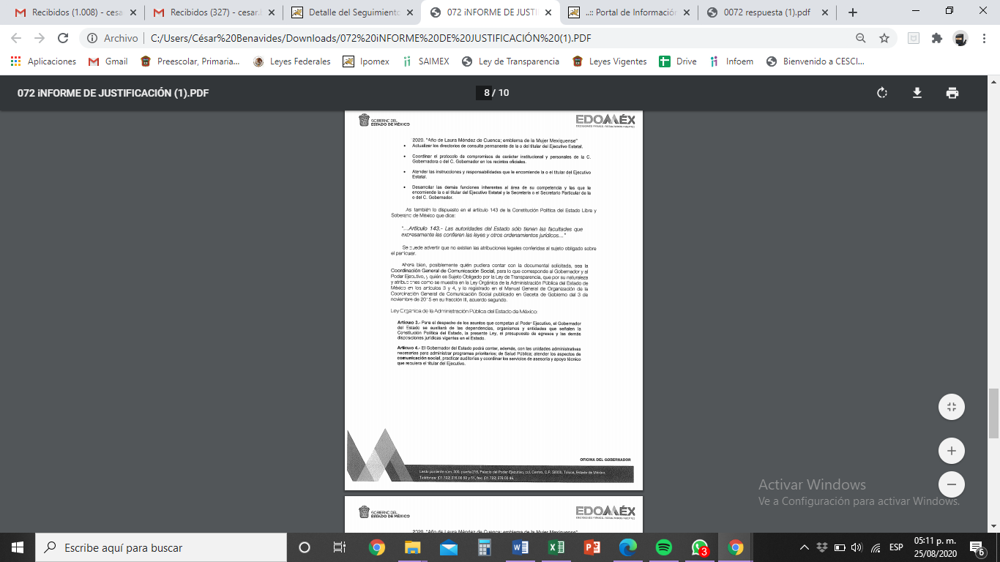 Recibidos (1.008) - cesa
Recibidos (327) - cesar.
Detalle del Seguimiento
072 iNFORME DE JUSTI
..:: Portal de Información
0072 respuesta (1).pdf
Archivo
C:/Users/César%20Benavides/Downloads/072%20iNFORME%20DE%20JUSTIFICACIÓN%20(1).PDF
Aplicaciones
Gmail
Preescolar, Primaria...
Leyes Federales
Ipomex
SAIMEX
Ley de Transparencia
Leyes Vigentes
Drive
Infoem
Bienvenido a CESCI...
072 iNFORME DE JUSTIFICACIÓN (1).PDF
8 / 10
GOBIERNO DEL
ESTADO DE MÉXICO
EDOMÉX
DECISIONES FIRMES, RESULTADOS FUERTES
2020. "Año de Laura Méndez de Cuenca; emblema de la Mujer Mexiquense"
• Actualizar los directorios de consulta permanente de la o del titular del Ejecutivo Estatal.
• Coordinar el protocolo de compromisos de carácter institucional y personales de la C.
Gobernadora o del C. Gobernador en los recintos oficiales.
• Atender las instrucciones y responsabilidades que le encomiende la o el titular del Ejecutivo
Estatal.
• Desarrollar las demás funciones inherentes al área de su competencia y las que le
encomiende la o el titular del Ejecutivo Estatal y la Secretaria o el Secretario Particular de la
o del C. Gobernador.
As también lo dispuesto en el artículo 143 de la Constitución Política del Estado Libre y
Soberano de México que dice:
"...Artículo 143.- Las autoridades del Estado sólo tienen las facultades que
expresamente les confieren las leyes y otros ordenamientos jurídicos..."
Se puede advertir que no existen las atribuciones legales conferidas al sujeto obligado sobre
el particular.
Ahora bien, posiblemente quién pudiera contar con la documental solicitada, sea la
Coordinación General de Comunicación Social, para lo que corresponde al Gobernador y al
Poder Ejecutivo, y quién es Sujeto Obligado por la Ley de Transparencia, que por su naturaleza
y atribuciones como se muestra en la Ley Orgánica de la Administración Pública del Estado de
México en los artículos 3 y 4, y lo registrado en el Manual General de Organización de la
Coordinación General de Comunicación Social publicado en Gaceta de Gobierno del 3 de
noviembre de 2015 en su fracción III, acuerdo segundo.
Ley Orgánica de la Administración Pública del Estado de México:
Artículo 3.- Para el despacho de los asuntos que competan al Poder Ejecutivo, el Gobernador
del Estado se auxiliará de las dependencias, organismos y entidades que señalen la
Constitución Política del Estado, la presente Ley, el presupuesto de egresos y las demás
disposiciones jurídicas vigentes en el Estado.
Artículo 4.- El Gobernador del Estado podrá contar, además, con las unidades administrativas
necesarias para administrar programas prioritarios; de Salud Pública; atender los aspectos de
comunicación social, practicar auditorías y coordinar los servicios de asesoría y apoyo técnico
que requiera el titular del Ejecutivo.
OFICINA DEL GOBERNADOR
Lerdo poniente núm. 300, puerta 216, Palacio del Poder Ejecutivo, col. Centro, C.P. 50000, Toluca, Estado de México.
Teléfonos: (01 722) 276 00 50 y 51, fax: (01 722) 276 00 46.
GOBIERNO DEL
ESTADO DE MÉXICO
EDOMÉX
DECISIONES FIRMES, RESULTADOS FUERTES
2020. "Año de Laura Méndez de Cuenca; emblema de la Mujer Mexiquense"
Activar Windows
Ve a Configuración para activar Windows.
Escribe aquí para buscar
3
ESP
05:11 p. m.
25/08/2020
6